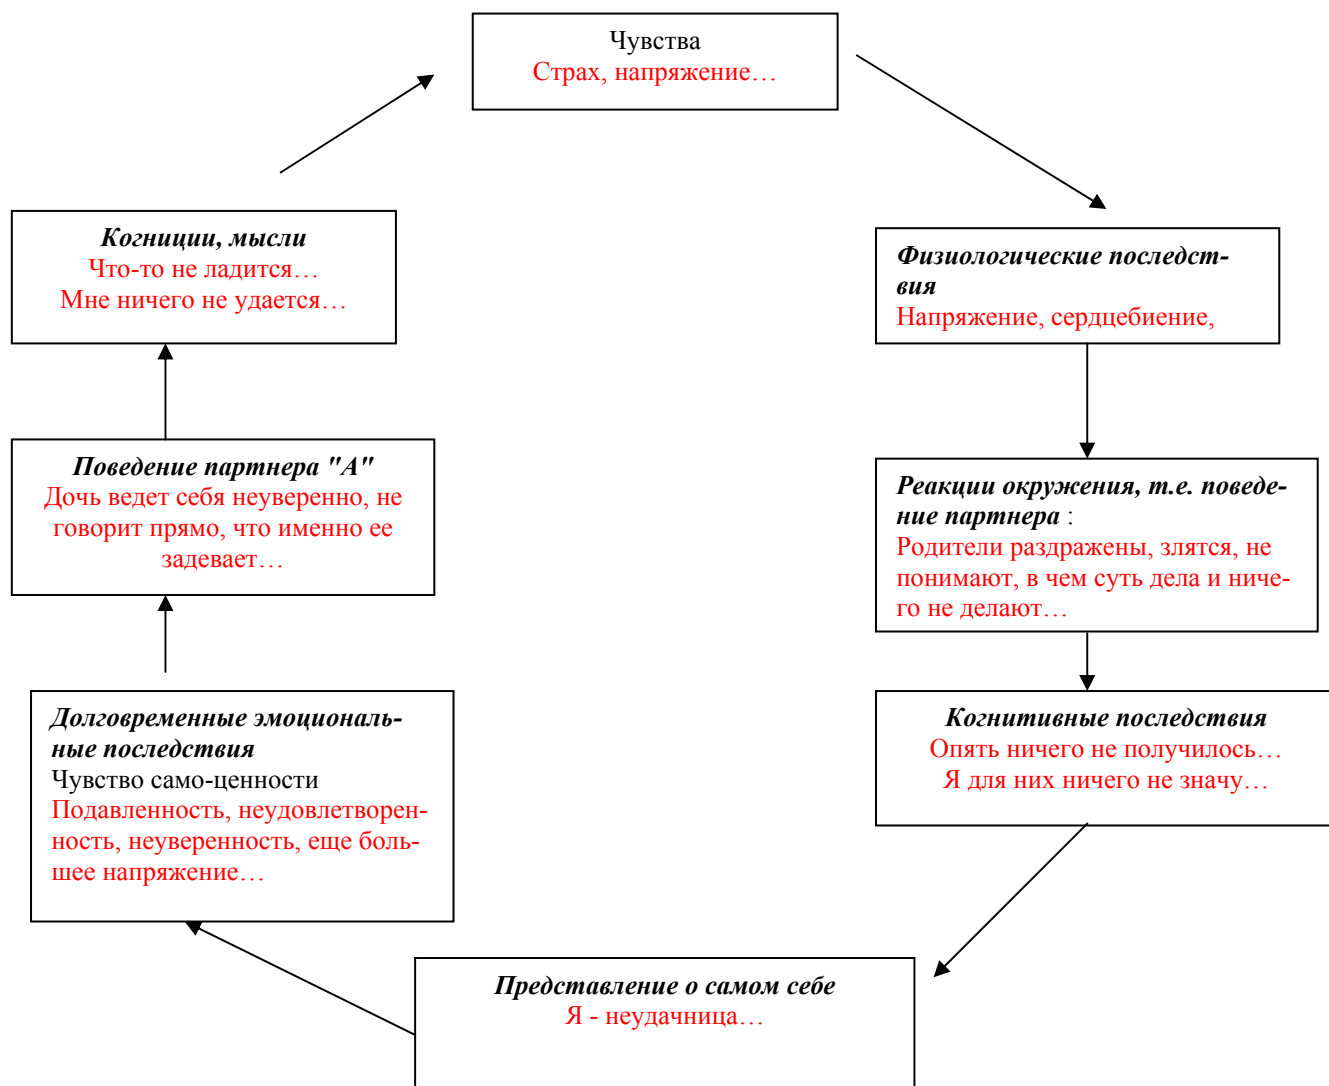 Чувства
Страх, напряжение…
Когниции, мысли
Что-то не ладится…
Мне ничего не удается…
Физиологические последст-
вия
Напряжение, сердцебиение,
Поведение партнера "А"
Дочь ведет себя неуверенно, не
говорит прямо, что именно ее
задевает…
Реакции окружения, т.е. поведе-
ние партнера :
Родители раздражены, злятся, не
понимают, в чем суть дела и ниче-
го не делают…
Долговременные эмоциональ-
ные последствия
Чувство само-ценности
Подавленность, неудовлетворен-
ность, неуверенность, еще боль-
шее напряжение…
Когнитивные последствия
Опять ничего не получилось…
Я для них ничего не значу…
Представление о самом себе
Я - неудачница…